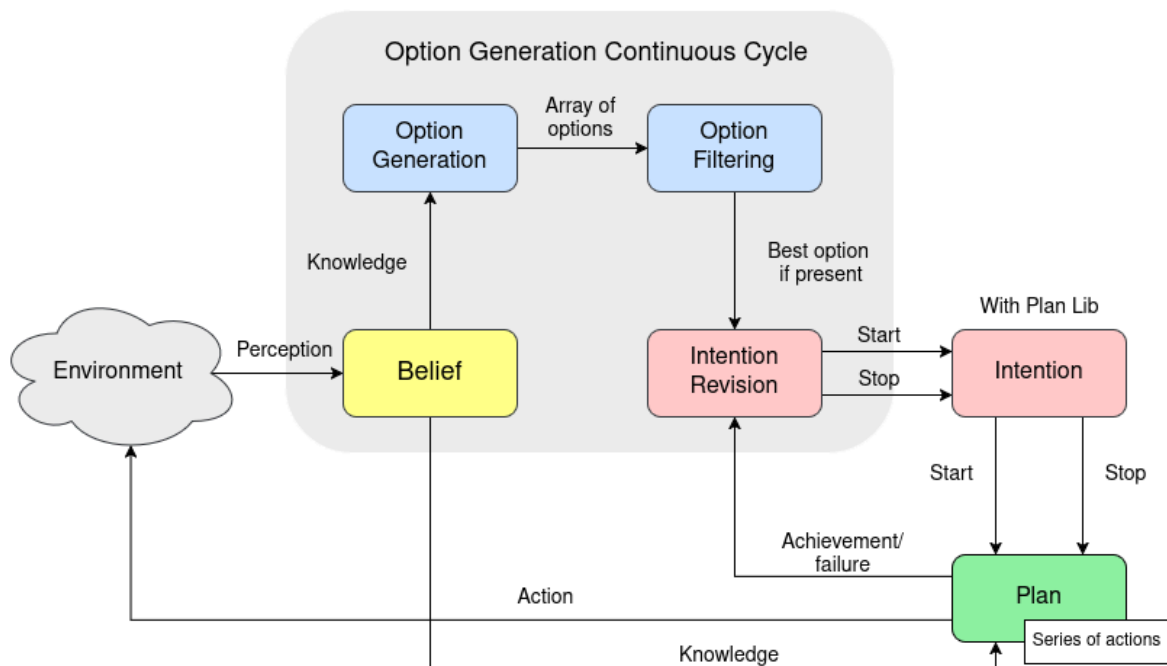 Option Generation Continuous Cycle
Option
Generation
Array of
options
Option
Filtering
Knowledge
Best option
if present
With Plan Lib
Environment
Perception
Belief
Intention
Revision
Start
Stop
Intention
Start
Stop
Achievement/
failure
Action
Plan
Series of actions
Knowledge